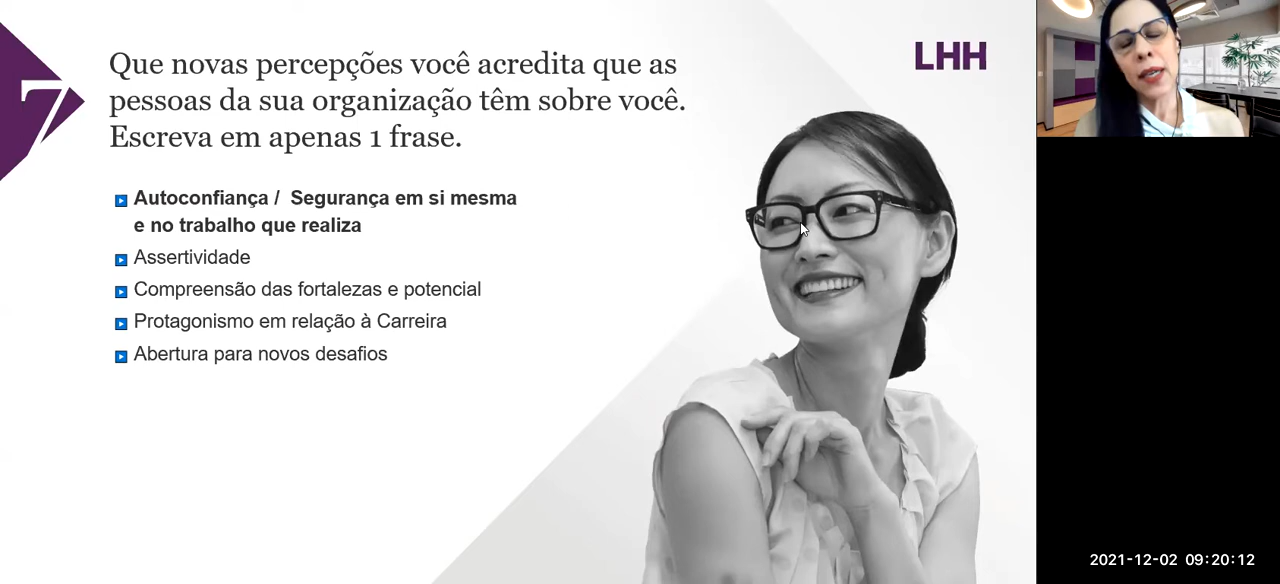 7
Que novas percepções você acredita que as
pessoas da sua organização têm sobre você.
Escreva em apenas 1 frase.
LHH
Autoconfiança /  Segurança em si mesma
e no trabalho que realiza
Assertividade
Compreensão das fortalezas e potencial
Protagonismo em relação à Carreira
Abertura para novos desafios
2021-12-02 09:20:12